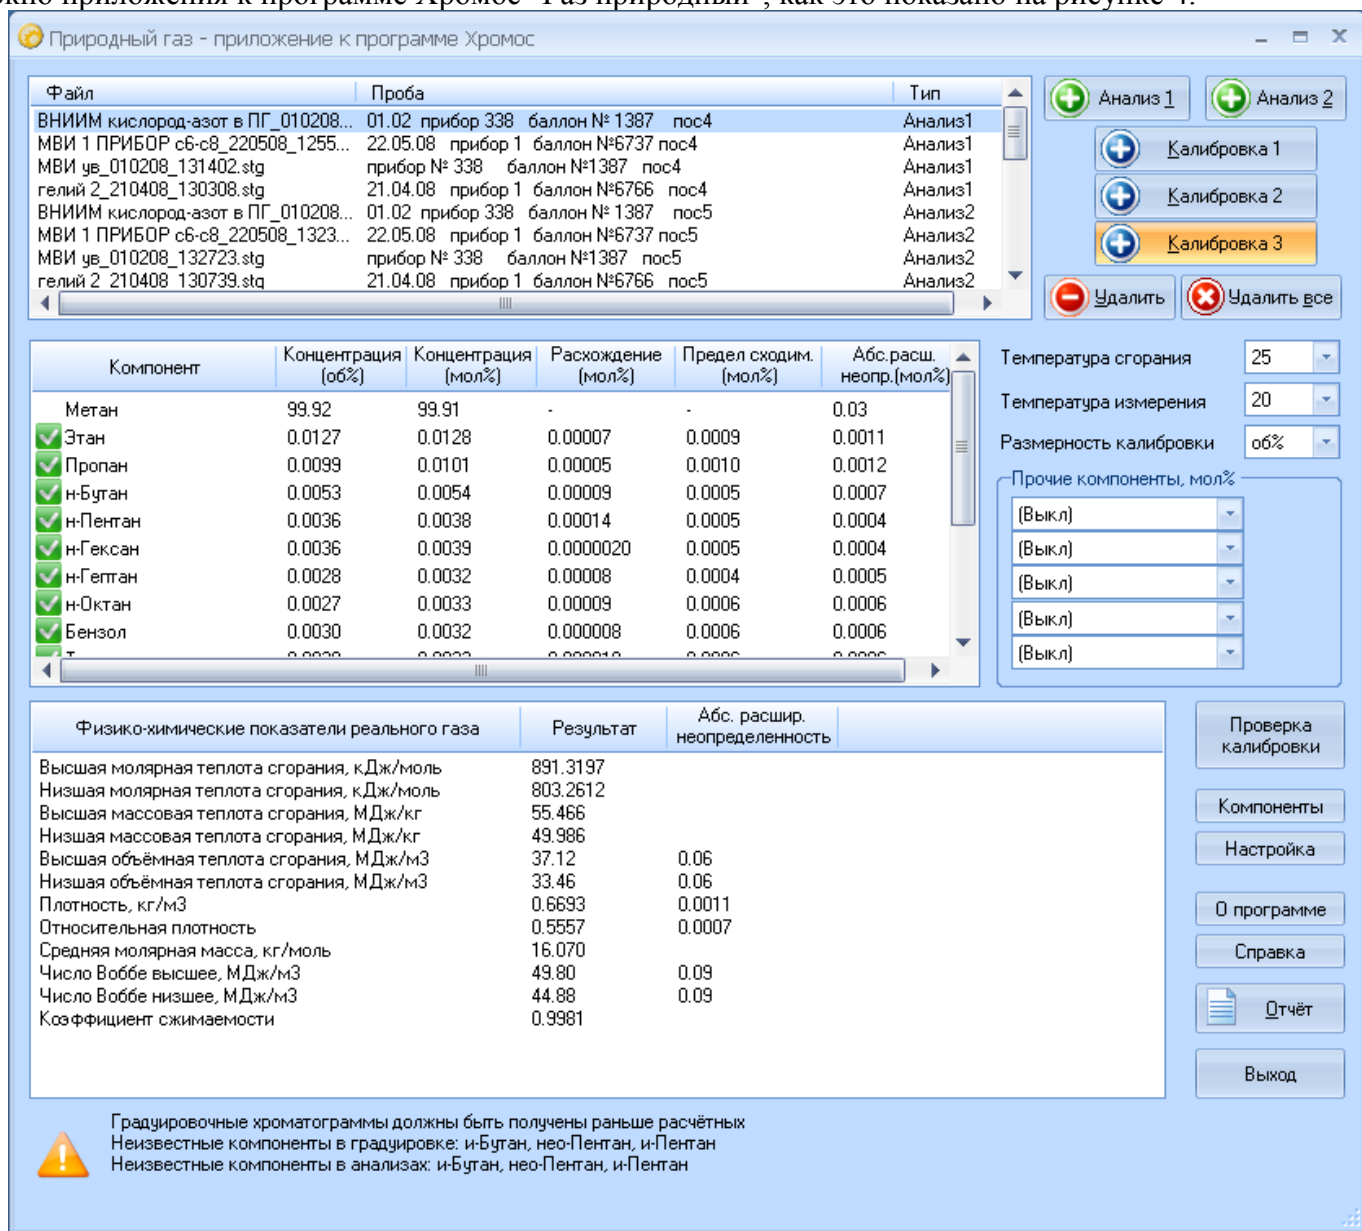 приложения к программе Хромос "Газ природный", как это показано на рисунке 4.
Природный газ - приложение к программе Хромос
Файл Проба Тип
ВНИИМ кислород-азот в ПГ_010208... 01.02 прибор 338 баллон № 1387 пос4 Анализ1
МВИ 1 ПРИБОР с6-с8_220508_1255... 22.05.08 прибор 1 баллон №6737 пос4 Анализ1
МВИ ув_010208_131402.stg прибор № 338 баллон №1387 пос4 Анализ1
гелий 2_210408_130308.stg 21.04.08 прибор 1 баллон №6766 пос4 Анализ1
ВНИИМ кислород-азот в ПГ_010208... 01.02 прибор 338 баллон № 1387 пос5 Анализ2
МВИ 1 ПРИБОР с6-с8_220508_1323... 22.05.08 прибор 1 баллон №6737 пос5 Анализ2
МВИ ув_010208_132723.stg прибор № 338 баллон №1387 пос5 Анализ2
гелий 2_210408_130739.stg 21.04.08 прибор 1 баллон №6766 пос5 Анализ2
Анализ 1 Анализ 2
Калибровка 1
Калибровка 2
Калибровка 3
Удалить Удалить все
Компонент Концентрация (об%) Концентрация (мол%) Расхождение (мол%) Предел сходим. (мол%) Абс.расш. неопр.(мол%)
Метан 99.92 99.91 - - 0.03
Этан 0.0127 0.0128 0.00007 0.0009 0.0011
Пропан 0.0099 0.0101 0.00005 0.0010 0.0012
н-Бутан 0.0053 0.0054 0.00009 0.0005 0.0007
н-Пентан 0.0036 0.0038 0.00014 0.0005 0.0004
н-Гексан 0.0036 0.0039 0.0000020 0.0005 0.0004
н-Гептан 0.0028 0.0032 0.00008 0.0004 0.0005
н-Октан 0.0027 0.0033 0.00009 0.0006 0.0006
Бензол 0.0030 0.0032 0.000008 0.0006 0.0006
Температура сгорания 25
Температура измерения 20
Размерность калибровки об%
Прочие компоненты, мол%
(Выкл)
(Выкл)
(Выкл)
(Выкл)
(Выкл)
Физико-химические показатели реального газа Результат Абс. расшир. неопределенность
Высшая молярная теплота сгорания, кДж/моль 891.3197
Низшая молярная теплота сгорания, кДж/моль 803.2612
Высшая массовая теплота сгорания, МДж/кг 55.466
Низшая массовая теплота сгорания, МДж/кг 49.986
Высшая объёмная теплота сгорания, МДж/м3 37.12 0.06
Низшая объёмная теплота сгорания, МДж/м3 33.46 0.06
Плотность, кг/м3 0.6693 0.0011
Относительная плотность 0.5557 0.0007
Средняя молярная масса, кг/моль 16.070
Число Воббе высшее, МДж/м3 49.80 0.09
Число Воббе низшее, МДж/м3 44.88 0.09
Коэффициент сжимаемости 0.9981
Проверка калибровки
Компоненты
Настройка
О программе
Справка
Отчёт
Выход
Градуировочные хроматограммы должны быть получены раньше расчётных
Неизвестные компоненты в градуировке: и-Бутан, нео-Пентан, и-Пентан
Неизвестные компоненты в анализах: и-Бутан, нео-Пентан, и-Пентан